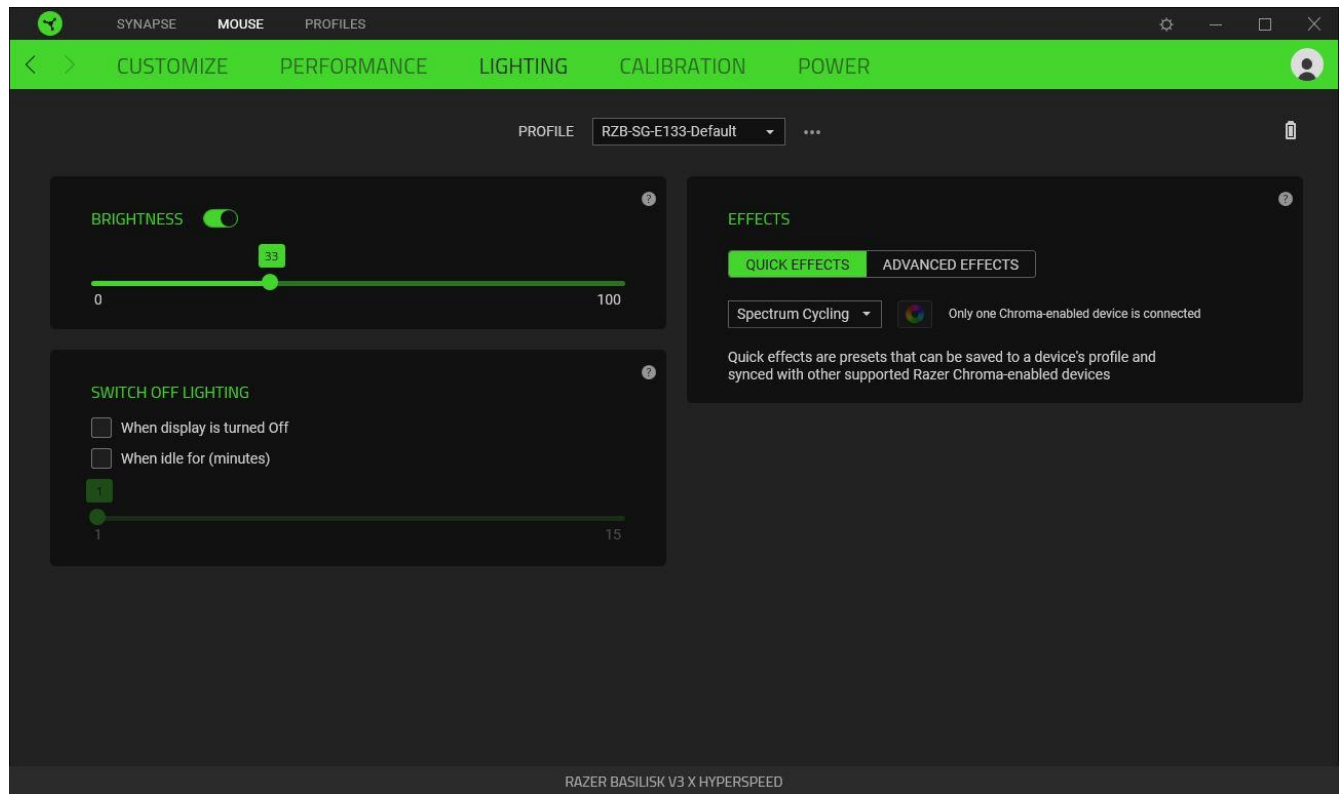 SYNAPSE MOUSE PROFILES
CUSTOMIZE PERFORMANCE LIGHTING CALIBRATION POWER
PROFILE RZB-SG-E133-Default
BRIGHTNESS
33
0 100
SWITCH OFF LIGHTING
When display is turned Off
When idle for (minutes)
1
1 15
EFFECTS
QUICK EFFECTS ADVANCED EFFECTS
Spectrum Cycling Only one Chroma-enabled device is connected
Quick effects are presets that can be saved to a device's profile and
synced with other supported Razer Chroma-enabled devices
RAZER BASILISK V3 X HYPERSPEED